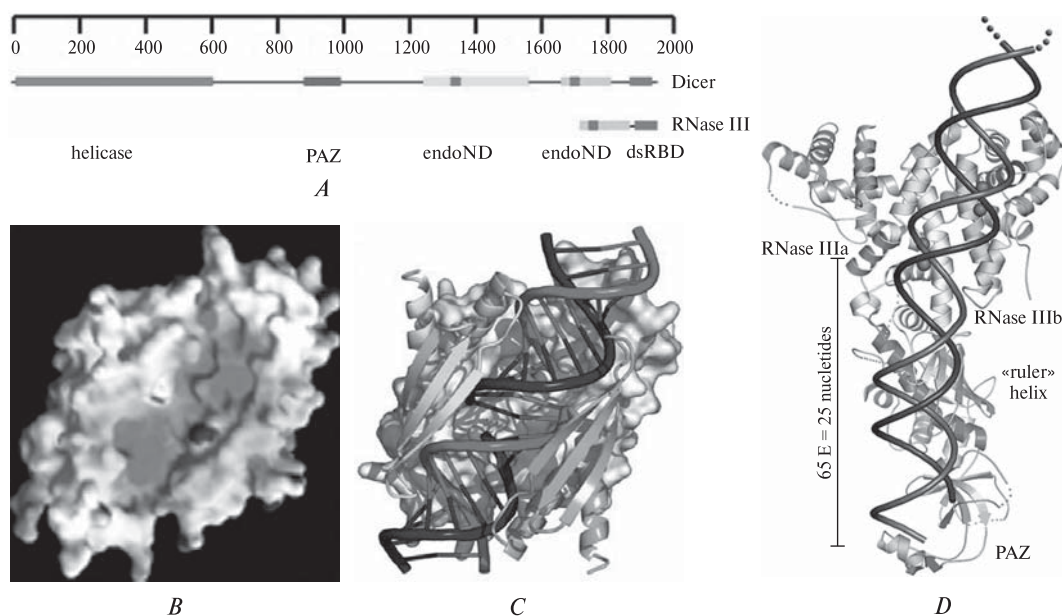 0 200 400 600 800 1000 1200 1400 1600 1800 2000
Dicer
RNase III
helicase PAZ endoND endoND dsRBD
A
RNase IIIa
RNase IIIb
«ruler»
helix
65 E = 25 nucletides
PAZ
B C D